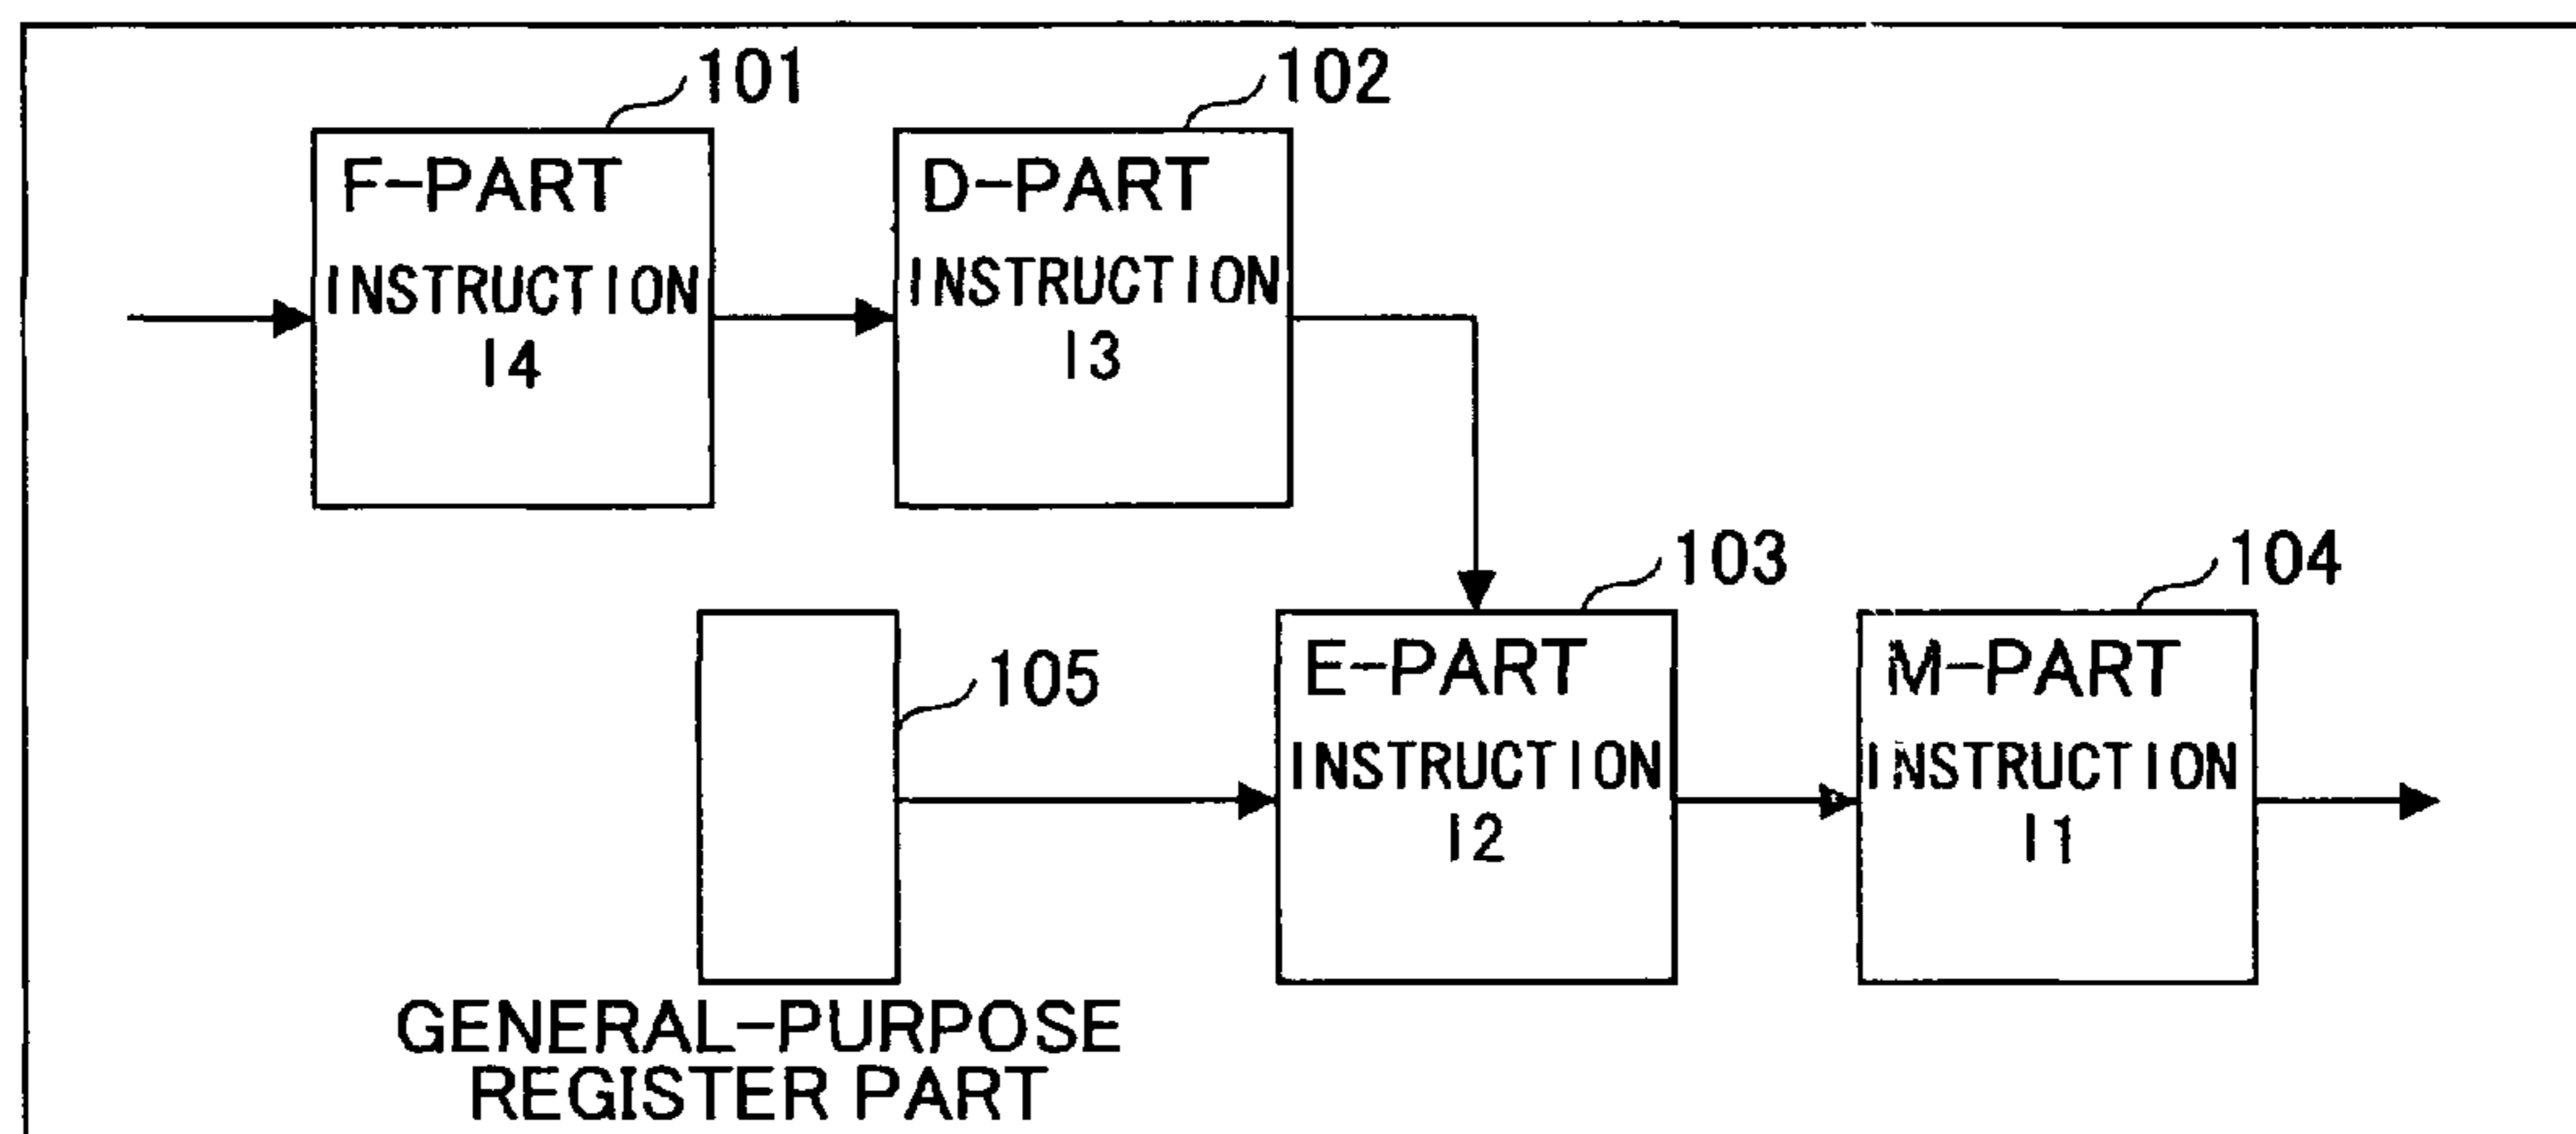 101
102
F-PART
INSTRUCTION
I4
D-PART
INSTRUCTION
I3
103
104
105
E-PART
INSTRUCTION
I2
M-PART
INSTRUCTION
I1
GENERAL-PURPOSE
REGISTER PART